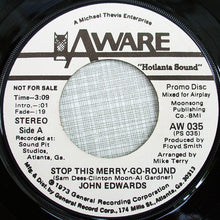 A Michael Thevis Enterprise
AWARE
"Hotlanta Sound"
NOT FOR SALE
Time-3:09
Intro.-:01
Fade-:19
STEREO
Side A
Recorded at:
Sound Pit
Studios,
Atlanta, Ga.
Promo Disc
Mixed for Airplay
Moonsong
Publishing
Co.-BMI
AW 035
(PS 035)
Produced by
Floyd Smith
Arranged by
Mike Terry
STOP THIS MERRY-GO-ROUND
(Sam Dees-Clinton Moon-Al Gardner)
JOHN EDWARDS
℗ 1973 General Recording Corp.
Dist. by General Record Corp., 174 Mills St., Atlanta, Ga. 30313